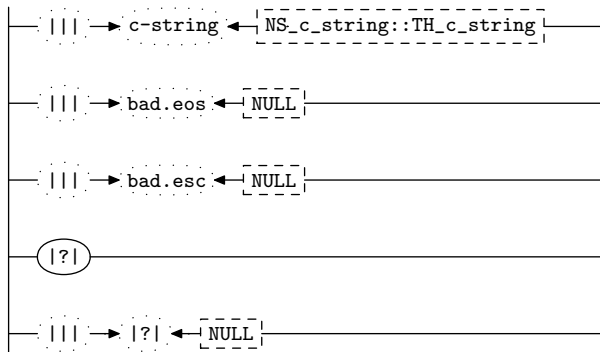 ||| c-string NS_c_string::TH_c_string
||| bad.eos NULL
||| bad.esc NULL
|?|
||| |?| NULL